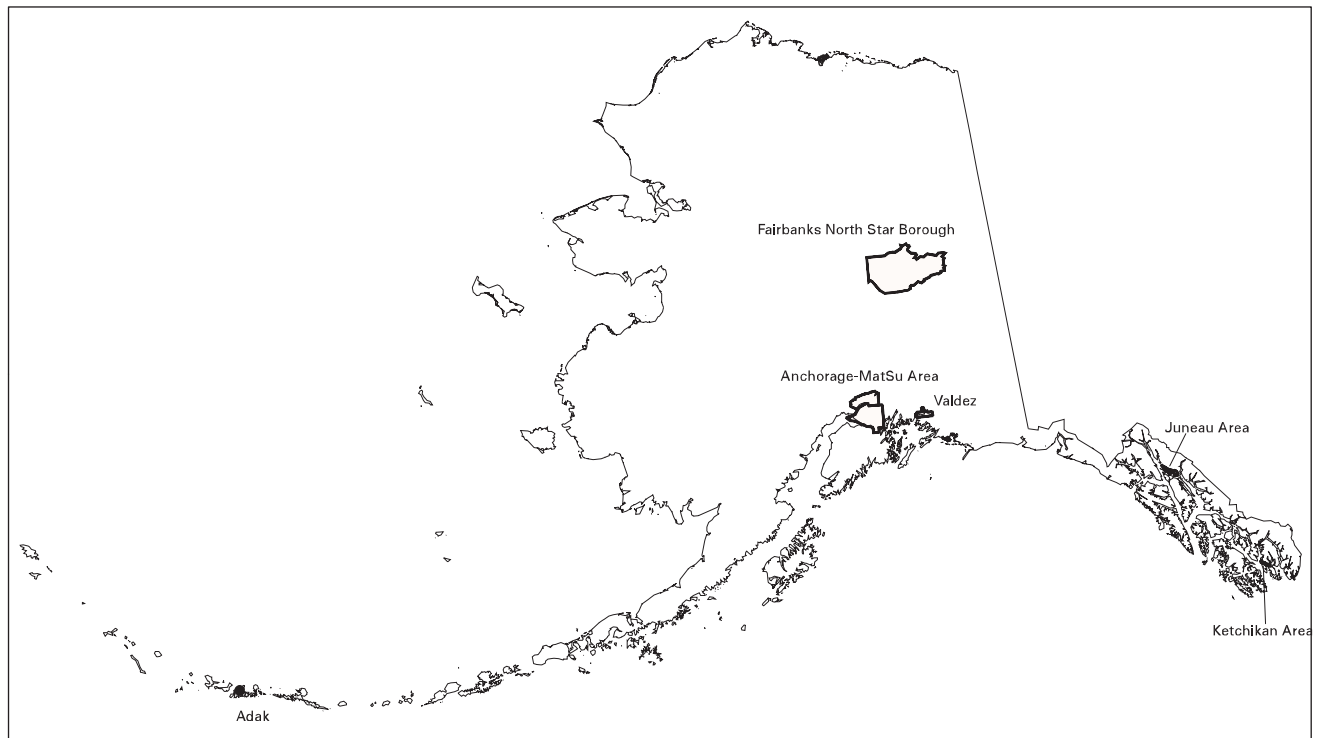 Fairbanks North Star Borough
Anchorage-MatSu Area
Valdez
Juneau Area
Ketchikan Area
Adak